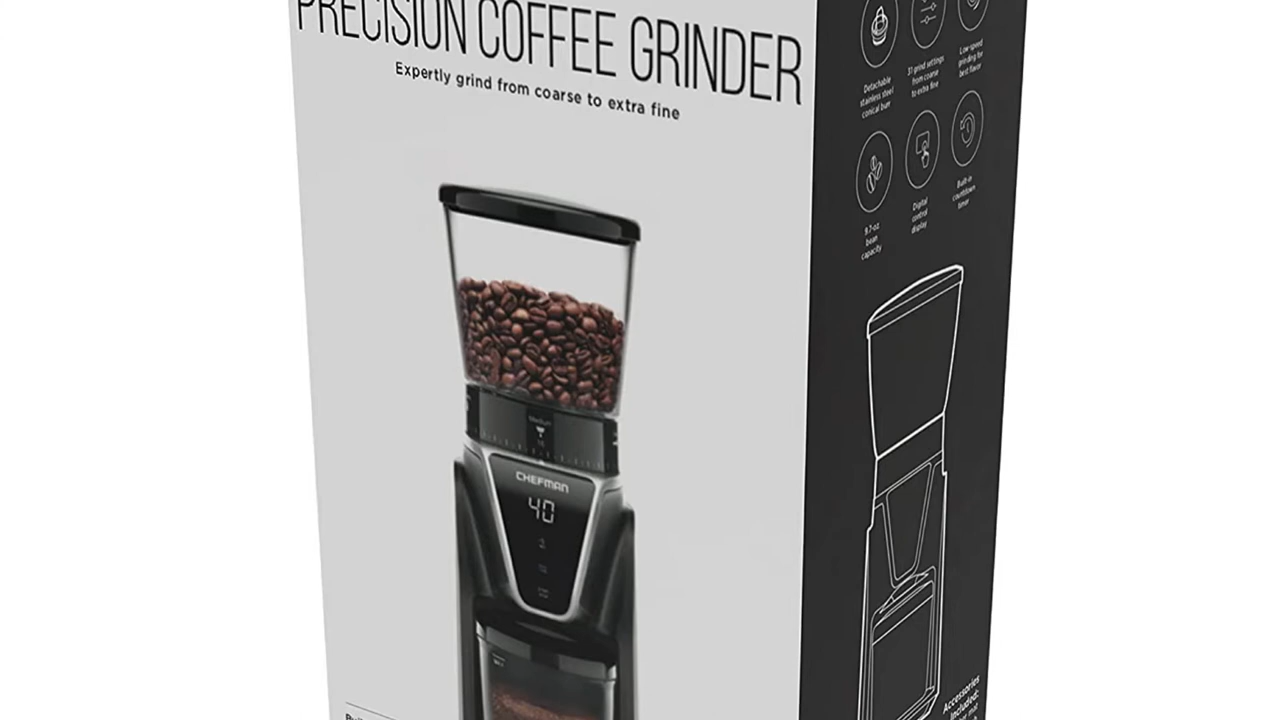 PRECISION COFFEE GRINDER
Expertly grind from coarse to extra fine
Medium
CHEFMAN
40
Detachable
stainless steel
conical burr
31 grind settings
from coarse
to extra fine
Low-speed
grinding for
best flavor
9.7-oz
bean
capacity
Digital
control
display
Built-in
countdown
timer
Accessories
included: